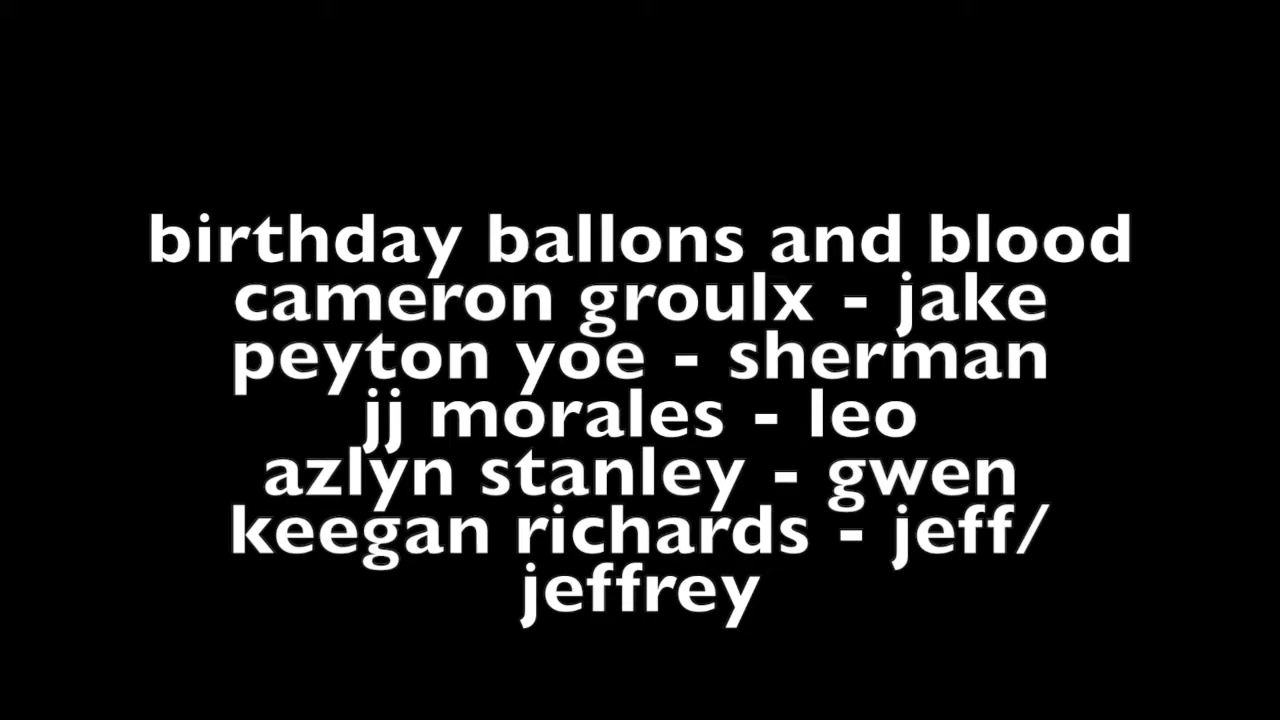 birthday ballons and blood
cameron groulx - jake
peyton yoe - sherman
jj morales - leo
azlyn stanley - gwen
keegan richards - jeff/
jeffrey